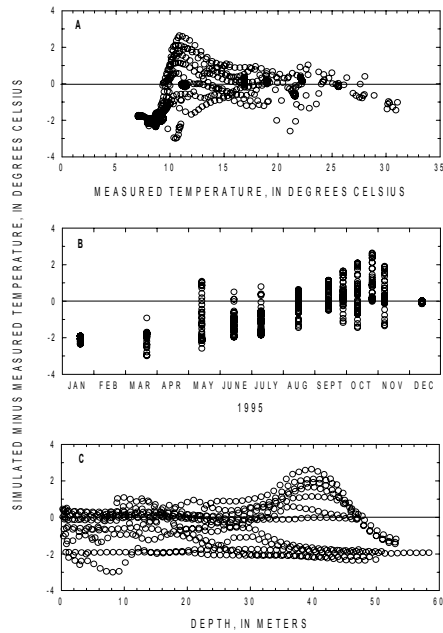 SIMULATED MINUS MEASURED TEMPERATURE, IN DEGREES CELSIUS
A
4
2
0
-2
-4
0 5 10 15 20 25 30 35
MEASURED TEMPERATURE, IN DEGREES CELSIUS
B
4
2
0
-2
-4
JAN FEB MAR APR MAY JUNE JULY AUG SEPT OCT NOV DEC
1995
C
4
2
0
-2
-4
0 10 20 30 40 50 60
DEPTH, IN METERS